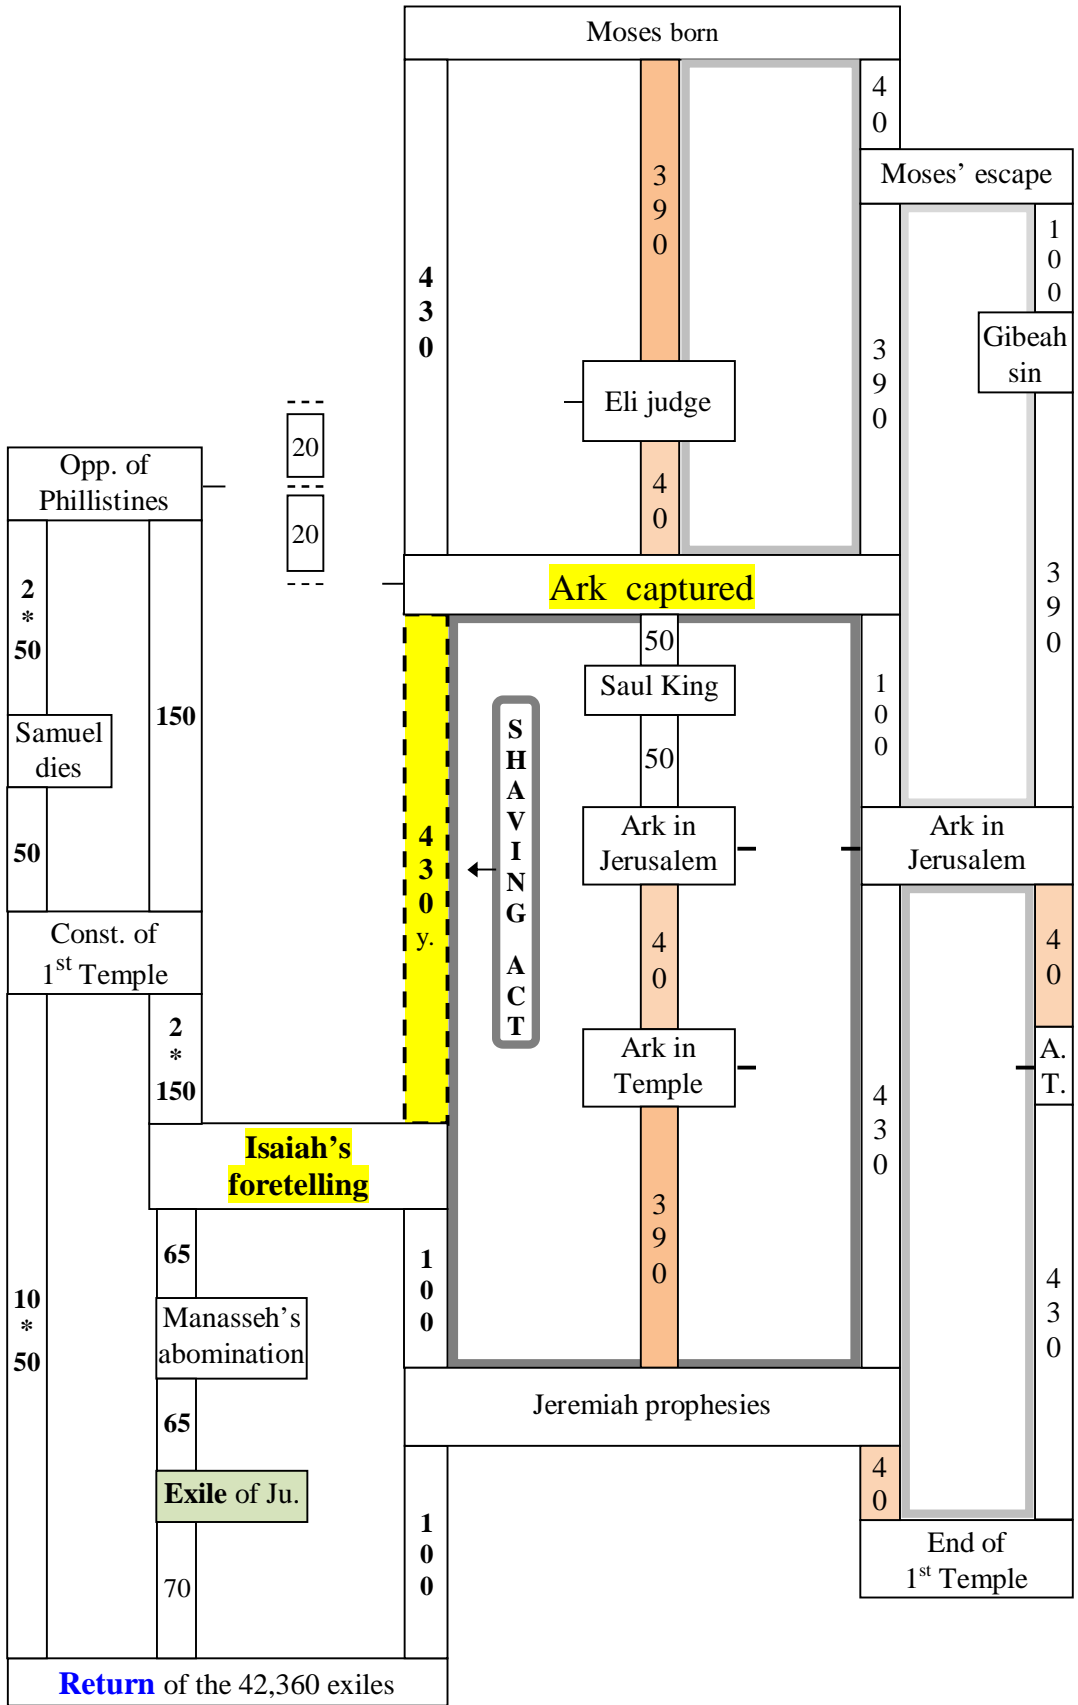 Moses born
40
Moses' escape
390
430
100
Gibeah
sin
390
Eli judge
20
20
40
Opp. of
Phillistines
390
Ark captured
2
*
50
150
50
Saul King
50
100
SHAVING ACT
Samuel
dies
50
430
y.
Ark in
Jerusalem
Ark in
Jerusalem
Const. of
1st Temple
40
40
2
*
150
Ark in
Temple
A.
T.
430
Isaiah's
foretelling
390
65
100
430
10
*
50
Manasseh's
abomination
65
Jeremiah prophesies
Exile of Ju.
40
100
End of
1st Temple
70
Return of the 42,360 exiles